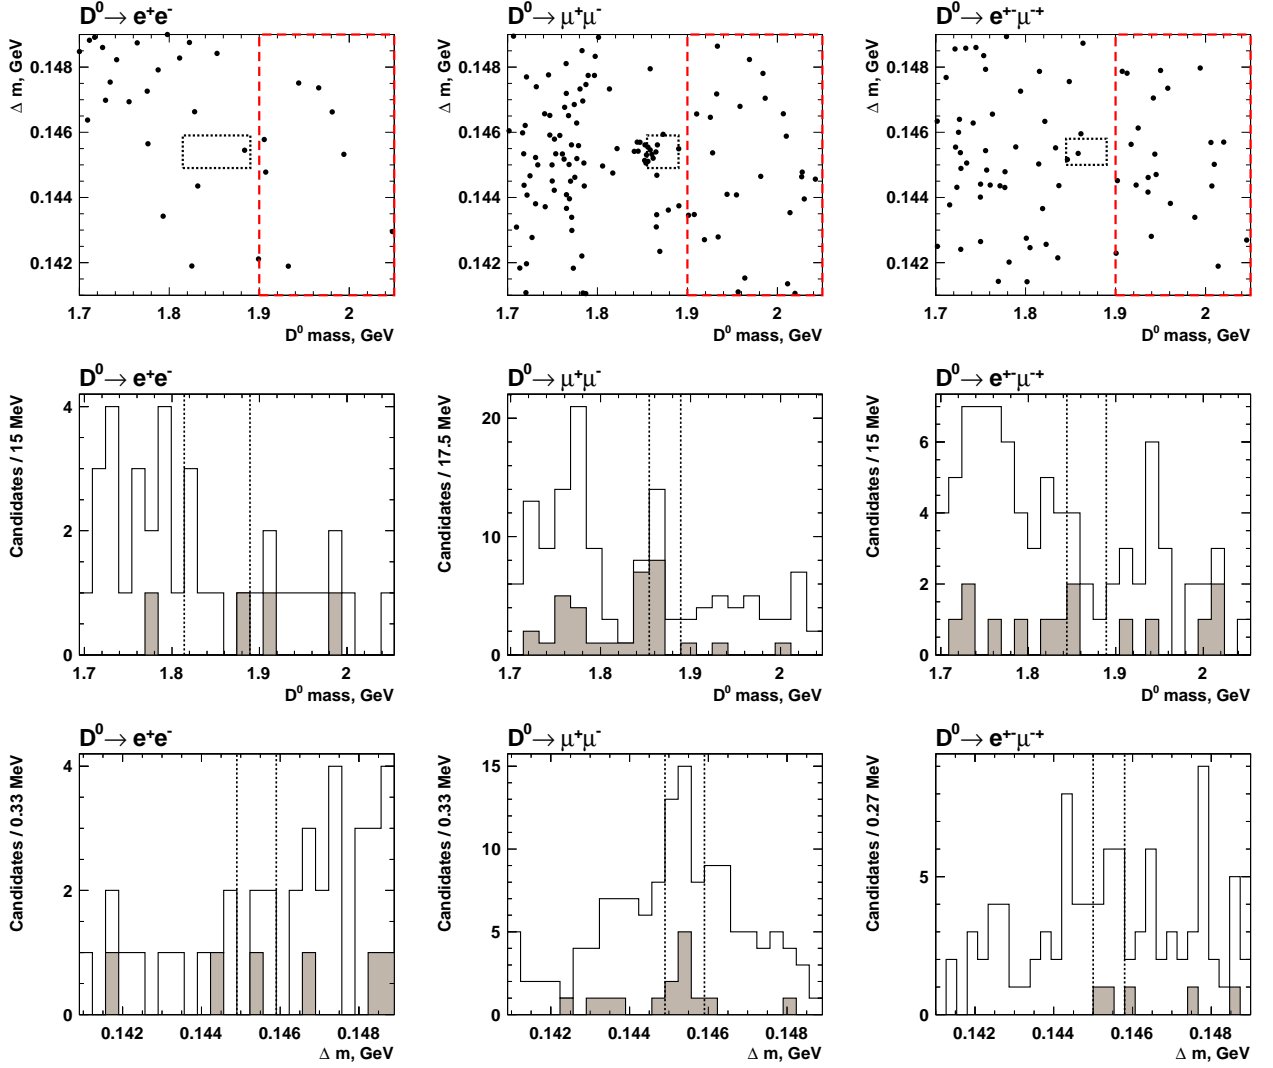 D⁰→ e⁺e⁻
Δ m, GeV
0.148
0.146
0.144
0.142
1.7 1.8 1.9 2
D⁰ mass, GeV
D⁰→ μ⁺μ⁻
Δ m, GeV
0.148
0.146
0.144
0.142
1.7 1.8 1.9 2
D⁰ mass, GeV
D⁰→ e⁺⁻μ⁻⁺
Δ m, GeV
0.148
0.146
0.144
0.142
1.7 1.8 1.9 2
D⁰ mass, GeV
D⁰→ e⁺e⁻
Candidates / 15 MeV
4
2
0
1.7 1.8 1.9 2
D⁰ mass, GeV
D⁰→ μ⁺μ⁻
Candidates / 17.5 MeV
20
10
0
1.7 1.8 1.9 2
D⁰ mass, GeV
D⁰→ e⁺⁻μ⁻⁺
Candidates / 15 MeV
6
4
2
0
1.7 1.8 1.9 2
D⁰ mass, GeV
D⁰→ e⁺e⁻
Candidates / 0.33 MeV
4
2
0
0.142 0.144 0.146 0.148
Δ m, GeV
D⁰→ μ⁺μ⁻
Candidates / 0.33 MeV
15
10
5
0
0.142 0.144 0.146 0.148
Δ m, GeV
D⁰→ e⁺⁻μ⁻⁺
Candidates / 0.27 MeV
5
0
0.142 0.144 0.146 0.148
Δ m, GeV